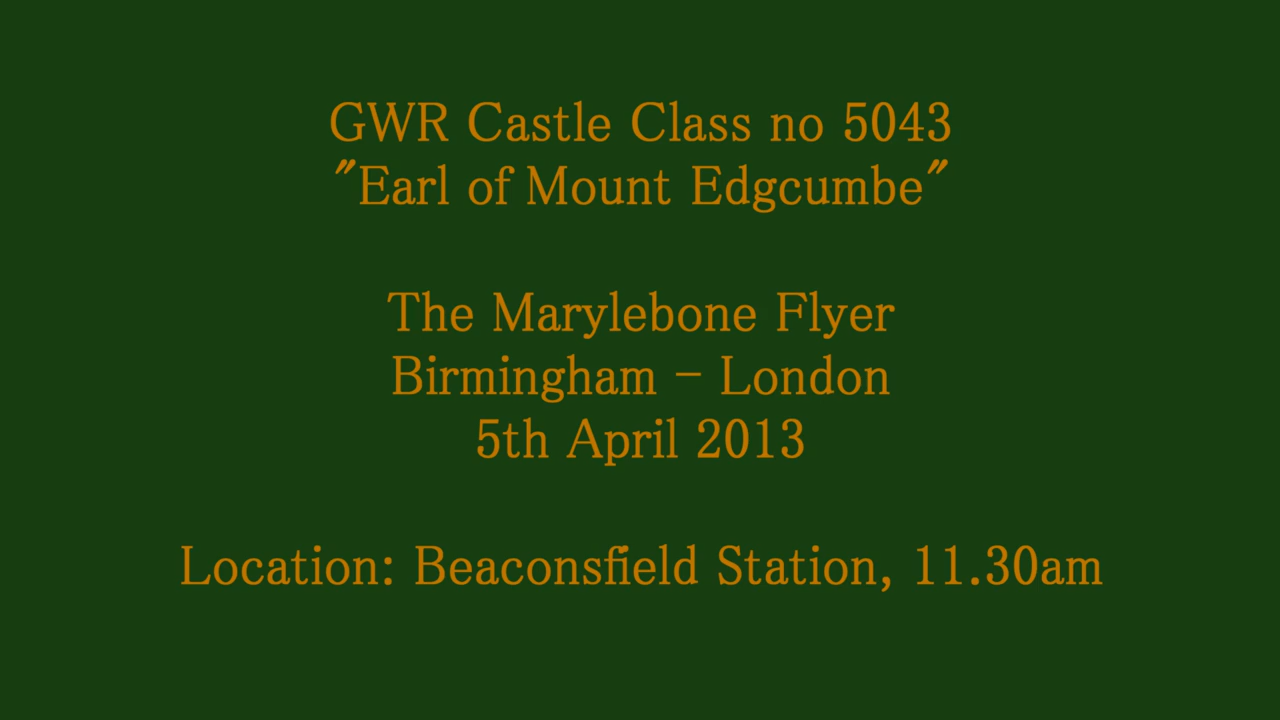 GWR Castle Class no 5043
"Earl of Mount Edgcumbe"
The Marylebone Flyer
Birmingham - London
5th April 2013
Location: Beaconsfield Station, 11.30am